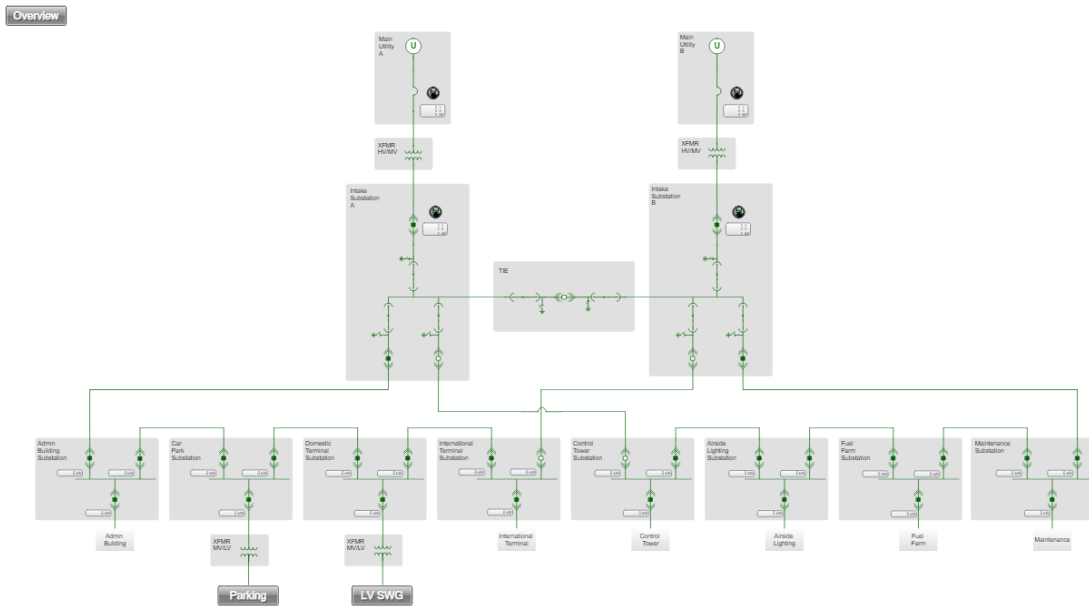 Overview
Main
Utility
A
U
Main
Utility
B
U
XFMR
HV/MV
XFMR
HV/MV
Intake
Substation
A
Intake
Substation
B
TIE
Admin
Building
Substation
Car
Park
Substation
Domestic
Terminal
Substation
International
Terminal
Substation
Control
Tower
Substation
Airside
Lighting
Substation
Fuel
Farm
Substation
Maintenance
Substation
Admin
Building
XFMR
MV/LV
XFMR
MV/LV
International
Terminal
Control
Tower
Airside
Lighting
Fuel
Farm
Maintenance
Parking
LV SWG